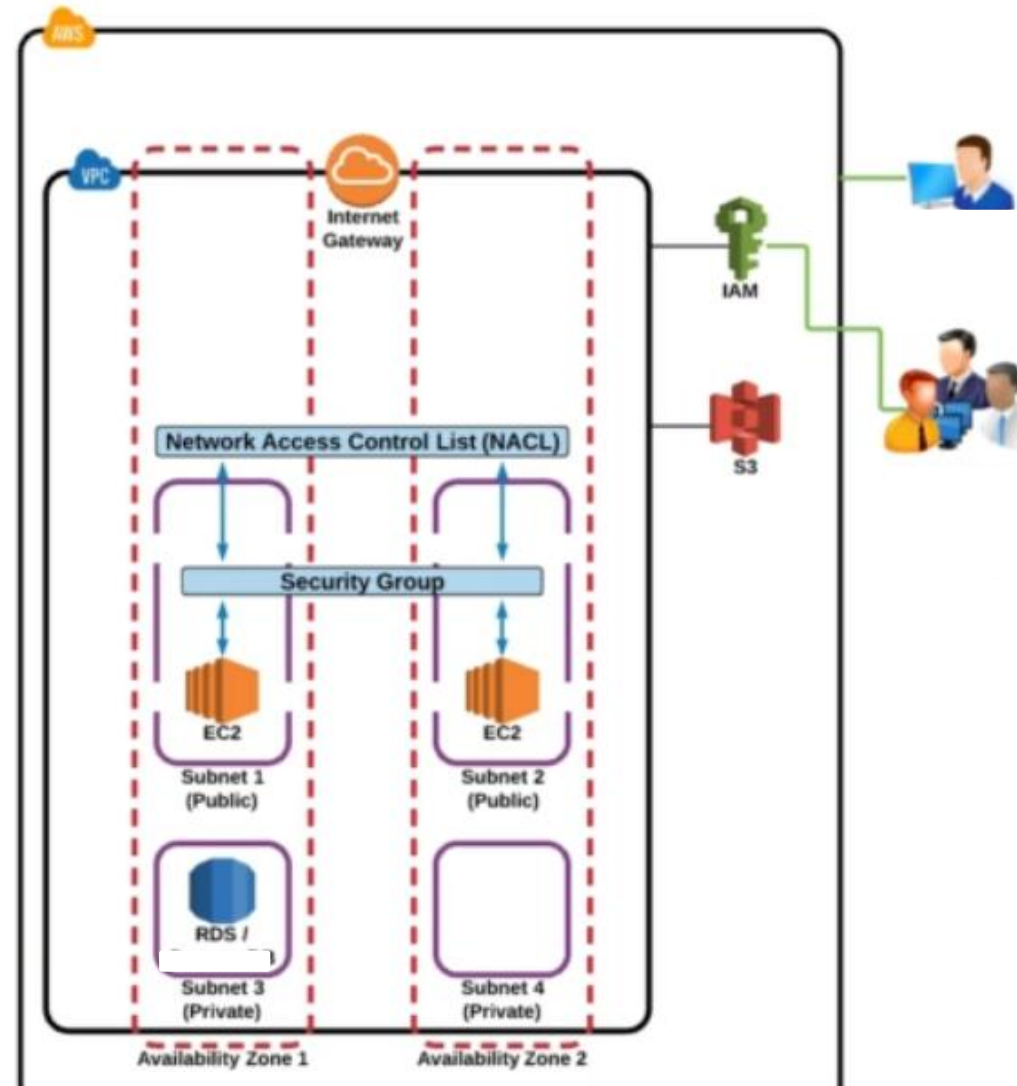 AWS
VPC
Internet
Gateway
IAM
Network Access Control List (NACL)
S3
Security Group
EC2
EC2
Subnet 1
(Public)
Subnet 2
(Public)
RDS /
Subnet 3
(Private)
Subnet 4
(Private)
Availability Zone 1
Availability Zone 2